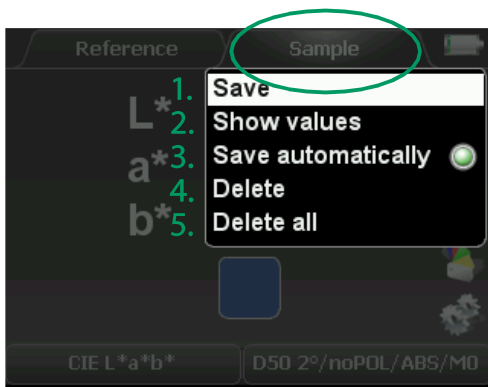 Reference Sample
L* 1. Save
2. Show values
a* 3. Save automatically
4. Delete
b* 5. Delete all
CIE L*a*b* D50 2°/noPOL/ABS/M0